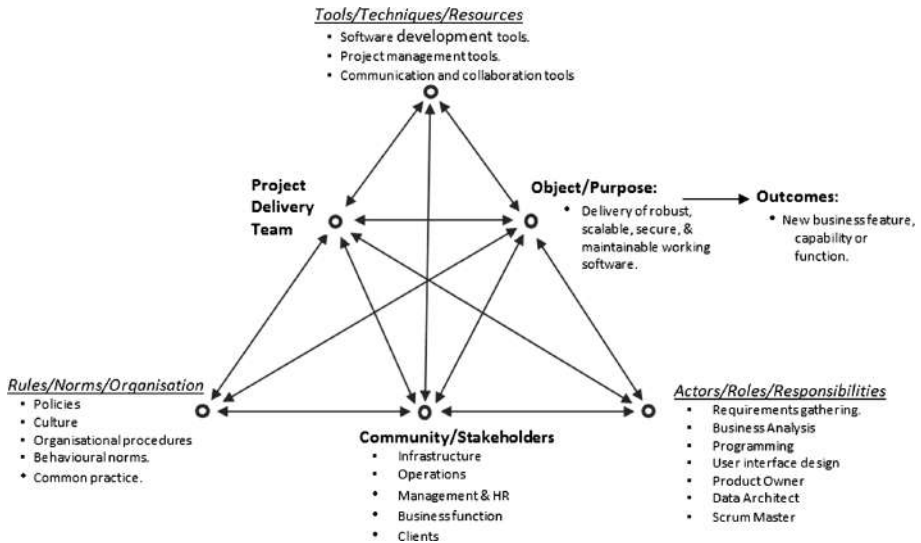 Tools/Techniques/Resources
Software development tools.
Project management tools.
Communication and collaboration tools
Project
Delivery
Team
Object/Purpose:
Delivery of robust,
scalable, secure, &
maintainable working
software.
Outcomes:
New business feature,
capability or
function.
Rules/Norms/Organisation
Policies
Culture
Organisational procedures
Behavioural norms.
Common practice.
Community/Stakeholders
Infrastructure
Operations
Management & HR
Business function
Clients
Actors/Roles/Responsibilities
Requirements gathering.
Business Analysis
Programming
User interface design
Product Owner
Data Architect
Scrum Master